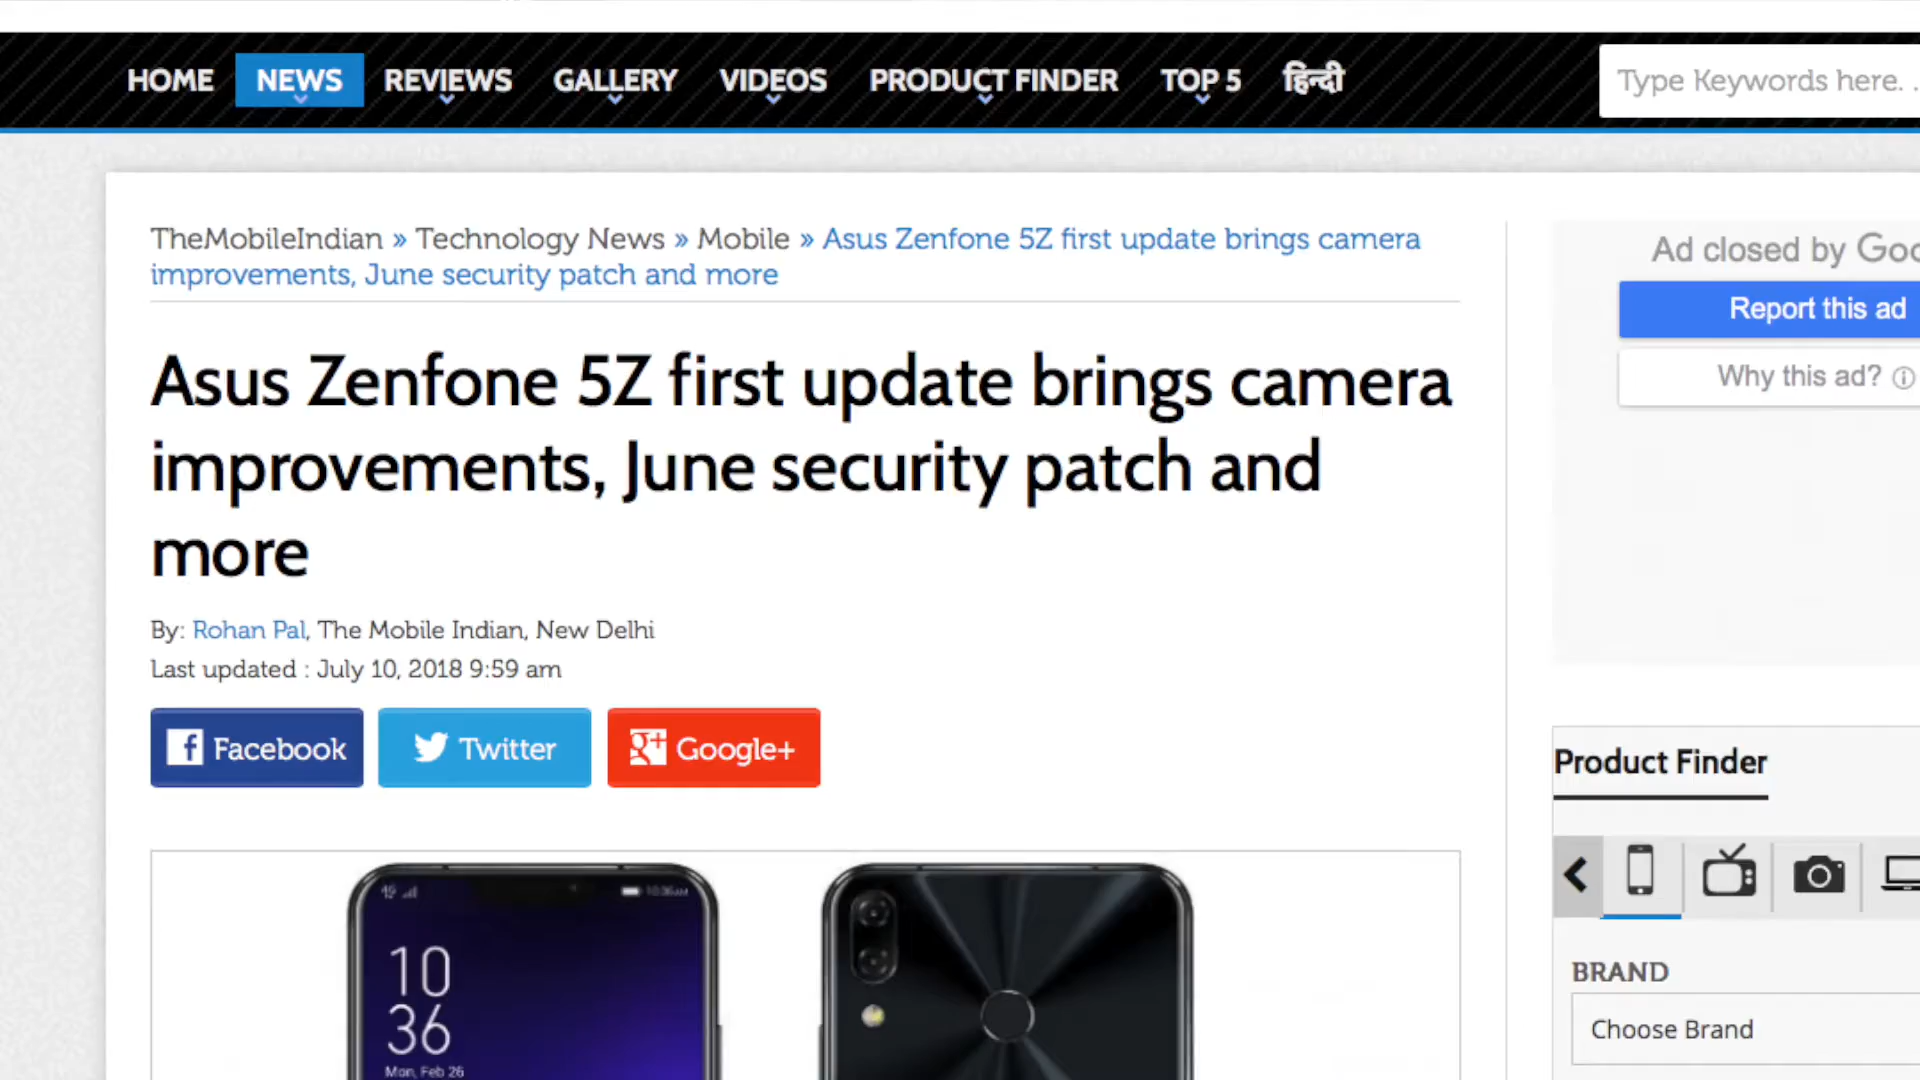 HOME NEWS REVIEWS GALLERY VIDEOS PRODUCT FINDER TOP 5 हिन्दी
Type Keywords here. .
TheMobileIndian » Technology News » Mobile » Asus Zenfone 5Z first update brings camera
improvements, June security patch and more
Asus Zenfone 5Z first update brings camera
improvements, June security patch and
more
By: Rohan Pal, The Mobile Indian, New Delhi
Last updated : July 10, 2018 9:59 am
Facebook Twitter Google+
10
36
Mon, Feb 26
Ad closed by Goo
Report this ad
Why this ad?
Product Finder
BRAND
Choose Brand